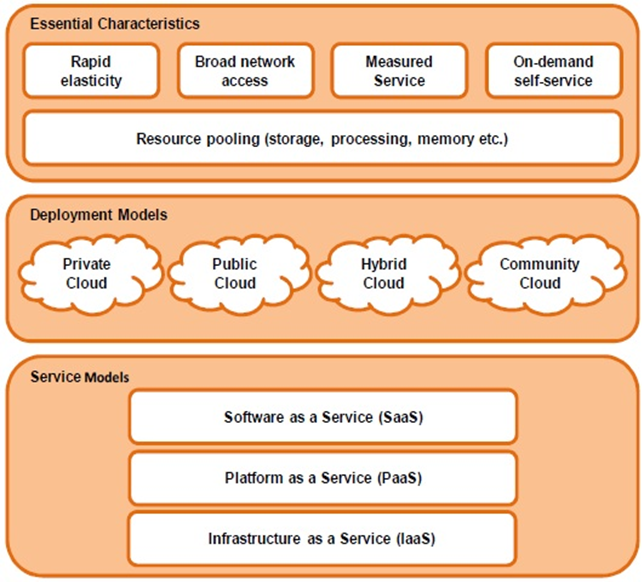 Essential Characteristics
Rapid
elasticity
Broad network
access
Measured
Service
On-demand
self-service
Resource pooling (storage, processing, memory etc.)
Deployment Models
Private
Cloud
Public
Cloud
Hybrid
Cloud
Community
Cloud
Service Models
Software as a Service (SaaS)
Platform as a Service (PaaS)
Infrastructure as a Service (IaaS)